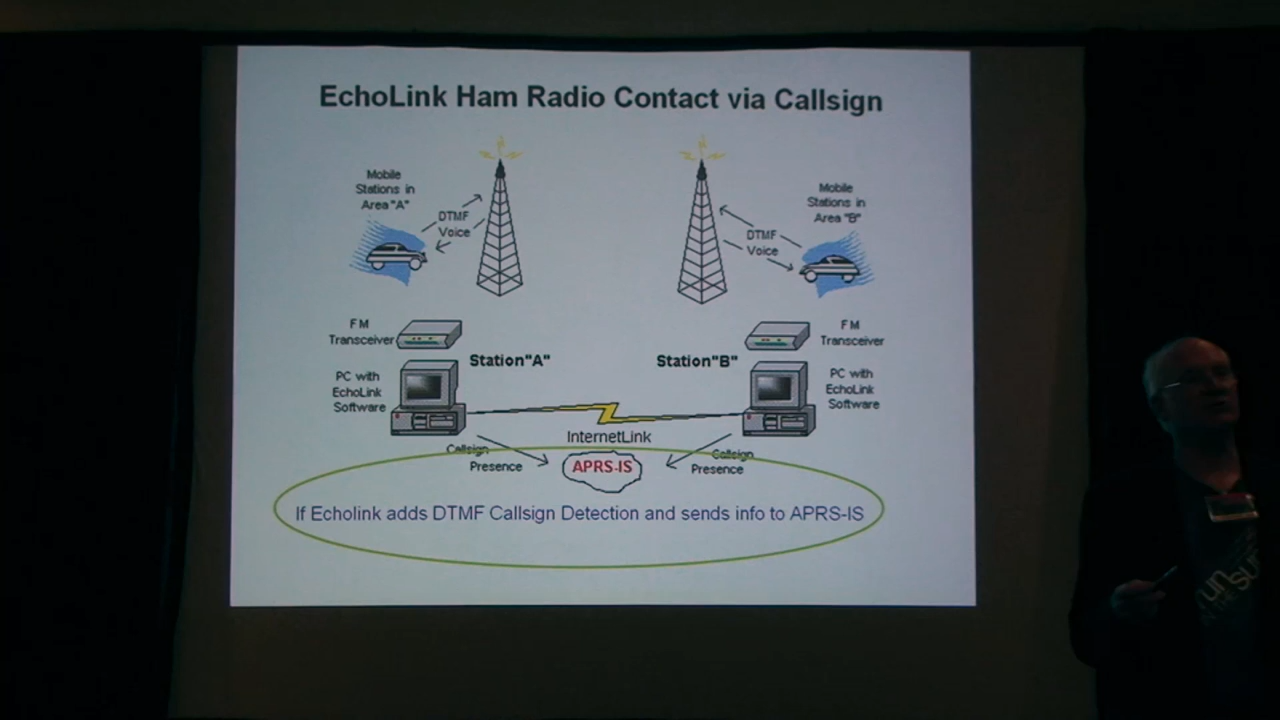 EchoLink Ham Radio Contact via Callsign
Mobile
Stations in
Area "A"
DTMF
Voice
Mobile
Stations in
Area "B"
DTMF
Voice
FM
Transceiver
Station"A"
PC with
EchoLink
Software
FM
Transceiver
Station"B"
PC with
EchoLink
Software
InternetLink
Callsign
Presence
APRS-IS
Callsign
Presence
If Echolink adds DTMF Callsign Detection and sends info to APRS-IS